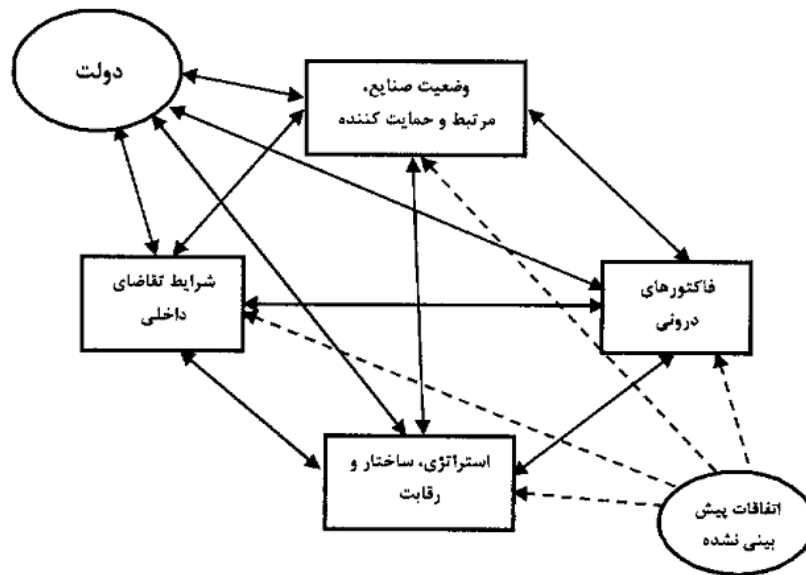 دولت
وضعیت صنایع،
مرتبط و حمایت کننده
شرایط تقاضای
داخلی
فاکتورهای
درونی
استراتژی، ساختار و
رقابت
اتفاقات پیش
بینی نشده